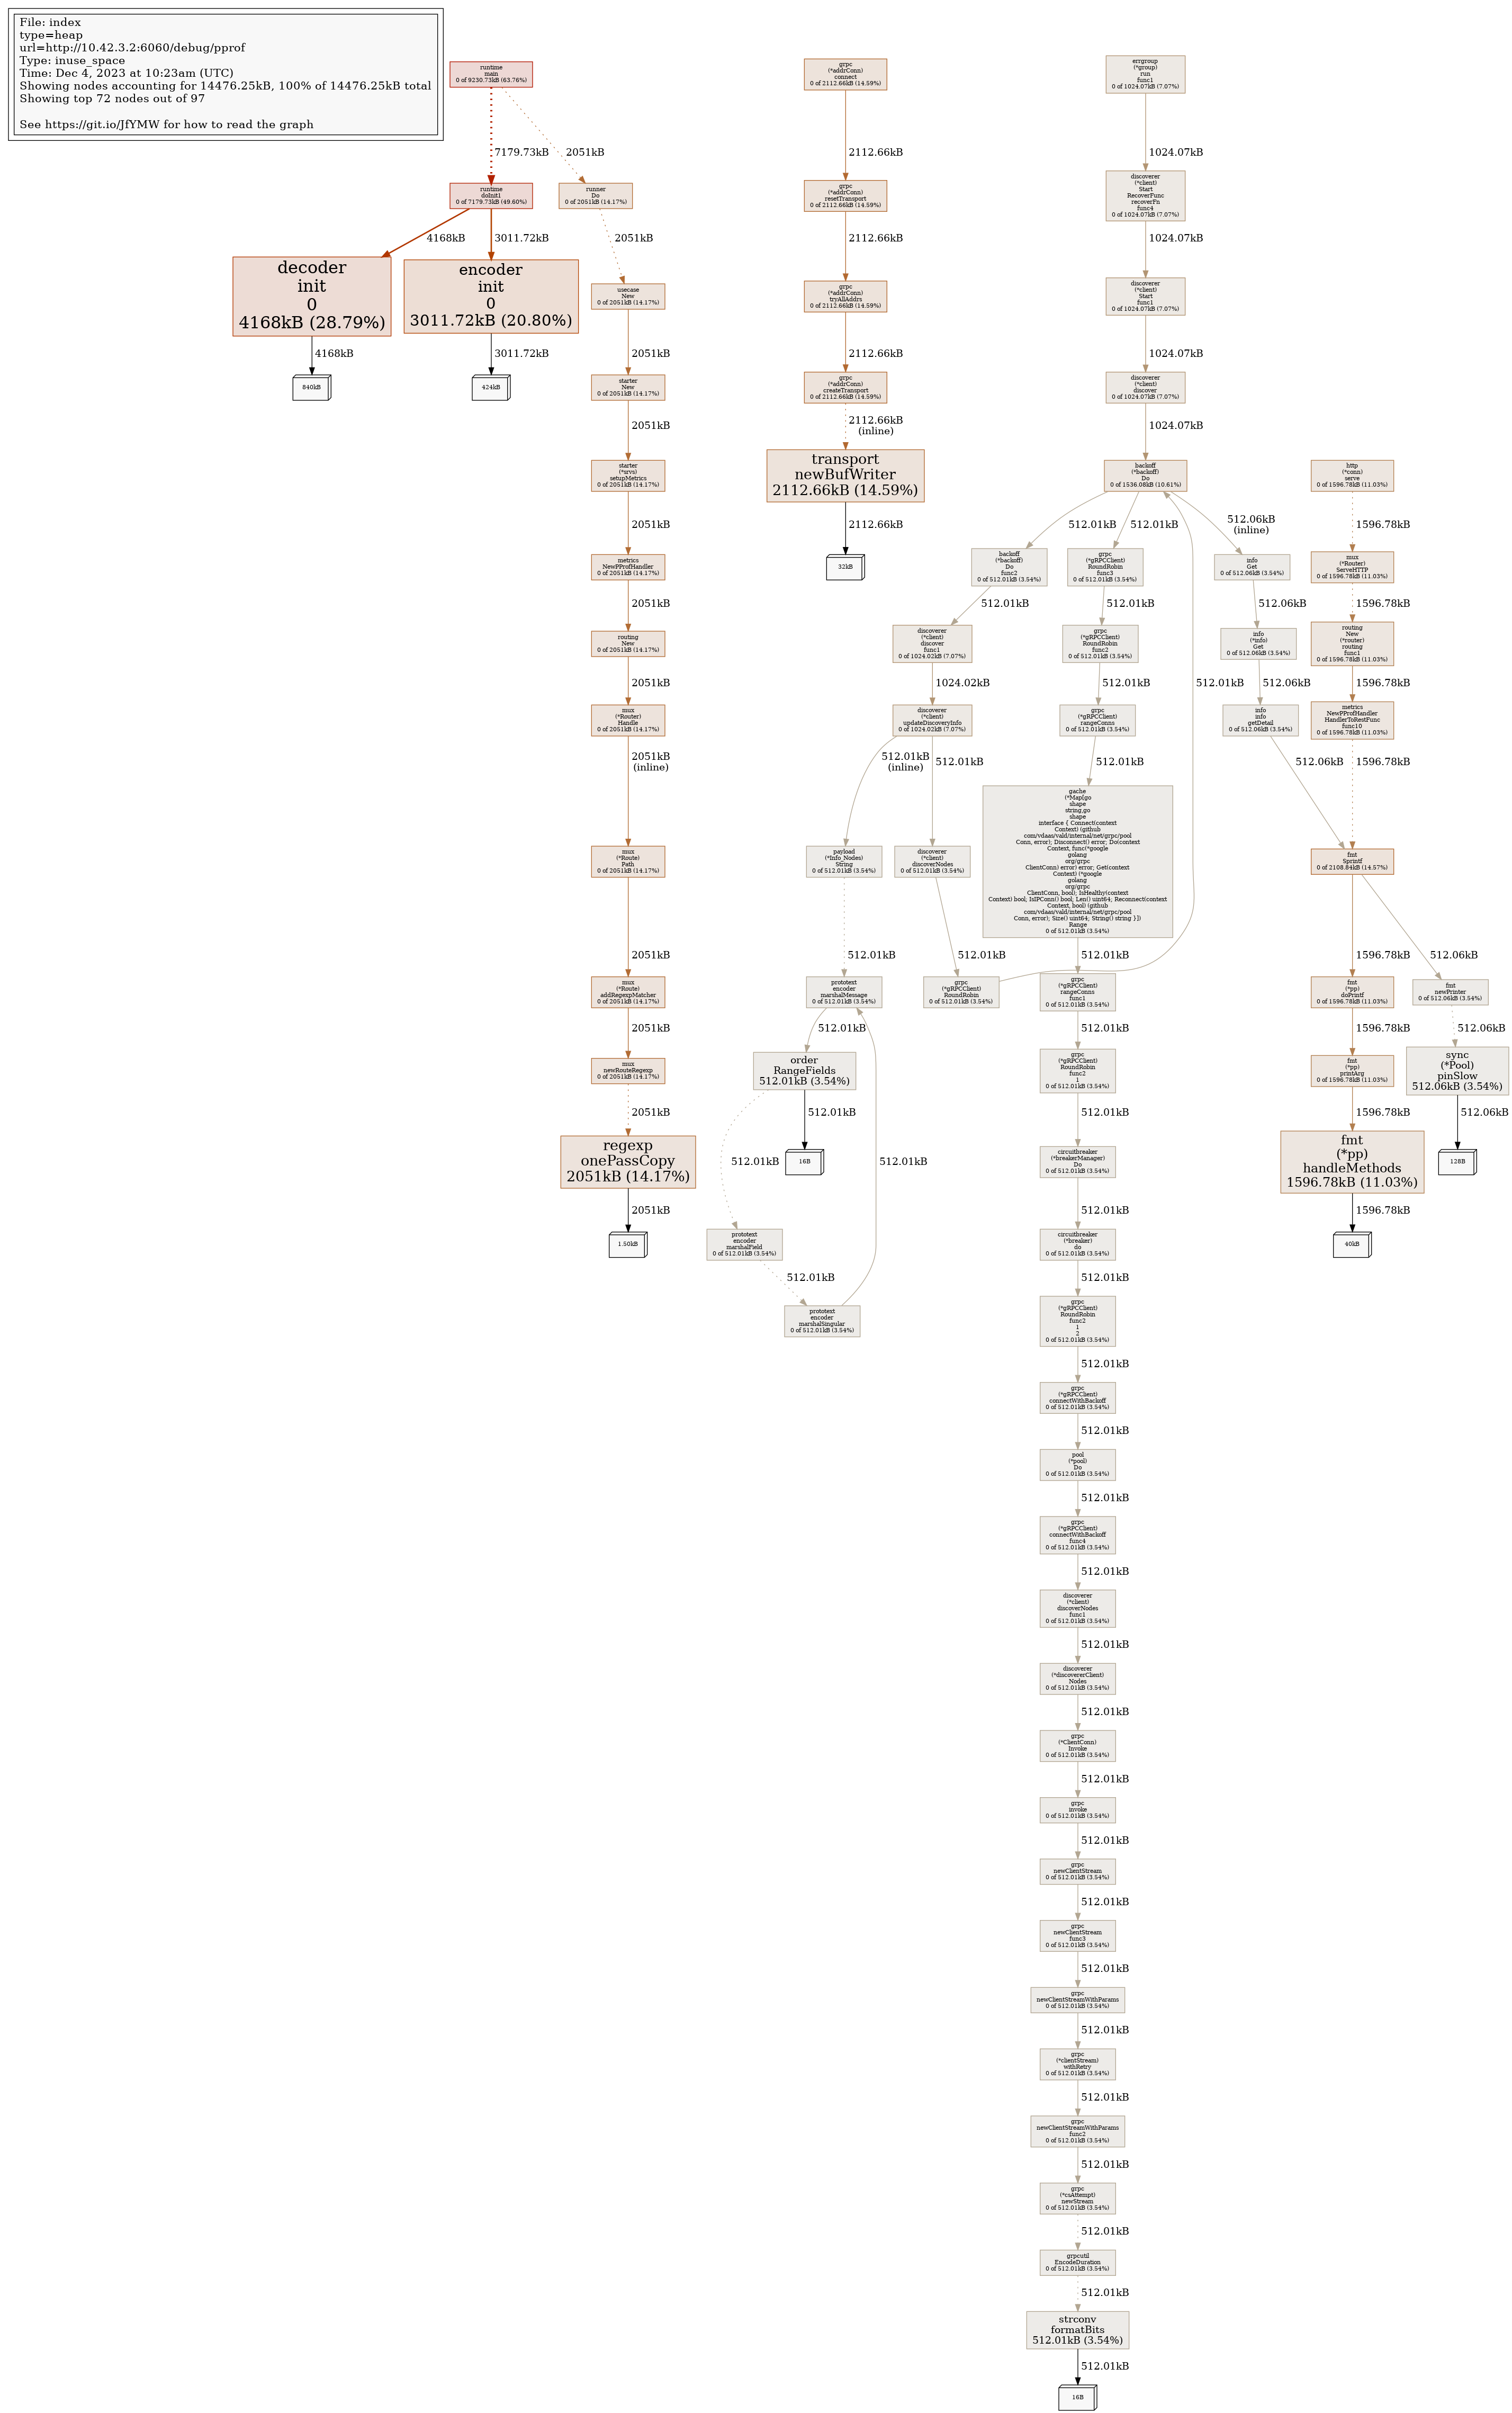 File: index
type=heap
url=http://10.42.3.2:6060/debug/pprof
Type: inuse_space
Time: Dec 4, 2023 at 10:23am (UTC)
Showing nodes accounting for 14476.25kB, 100% of 14476.25kB total
Showing top 72 nodes out of 97
See https://git.io/JfYMW for how to read the graph
runtime
main
0 of 9230.73kB (63.76%)
7179.73kB
2051kB
runtime
doInit1
0 of 7179.73kB (49.60%)
runner
Do
0 of 2051kB (14.17%)
4168kB
3011.72kB
2051kB
decoder
init
0
4168kB (28.79%)
4168kB
840kB
encoder
init
0
3011.72kB (20.80%)
3011.72kB
424kB
usecase
New
0 of 2051kB (14.17%)
2051kB
starter
New
0 of 2051kB (14.17%)
2051kB
starter
(*srvs)
setupMetrics
0 of 2051kB (14.17%)
2051kB
metrics
NewPProfHandler
0 of 2051kB (14.17%)
2051kB
routing
New
0 of 2051kB (14.17%)
2051kB
mux
(*Router)
Handle
0 of 2051kB (14.17%)
2051kB
(inline)
mux
(*Route)
Path
0 of 2051kB (14.17%)
2051kB
mux
(*Route)
addRegexpMatcher
0 of 2051kB (14.17%)
2051kB
mux
newRouteRegexp
0 of 2051kB (14.17%)
2051kB
regexp
onePassCopy
2051kB (14.17%)
2051kB
1.50kB
grpc
(*addrConn)
connect
0 of 2112.66kB (14.59%)
2112.66kB
grpc
(*addrConn)
resetTransport
0 of 2112.66kB (14.59%)
2112.66kB
grpc
(*addrConn)
tryAllAddrs
0 of 2112.66kB (14.59%)
2112.66kB
grpc
(*addrConn)
createTransport
0 of 2112.66kB (14.59%)
2112.66kB
(inline)
transport
newBufWriter
2112.66kB (14.59%)
2112.66kB
32kB
errgroup
(*group)
run
func1
0 of 1024.07kB (7.07%)
1024.07kB
discoverer
(*client)
Start
RecoverFunc
recoverFn
func4
0 of 1024.07kB (7.07%)
1024.07kB
discoverer
(*client)
Start
func1
0 of 1024.07kB (7.07%)
1024.07kB
discoverer
(*client)
discover
0 of 1024.07kB (7.07%)
1024.07kB
backoff
(*backoff)
Do
0 of 1536.08kB (10.61%)
512.01kB
512.01kB
512.06kB
(inline)
512.01kB
backoff
(*backoff)
Do
func2
0 of 512.01kB (3.54%)
512.01kB
discoverer
(*client)
discover
func1
0 of 1024.02kB (7.07%)
1024.02kB
discoverer
(*client)
updateDiscoveryInfo
0 of 1024.02kB (7.07%)
512.01kB
(inline)
512.01kB
payload
(*Info_Nodes)
String
0 of 512.01kB (3.54%)
512.01kB
discoverer
(*client)
discoverNodes
0 of 512.01kB (3.54%)
512.01kB
grpc
(*gRPCClient)
RoundRobin
0 of 512.01kB (3.54%)
prototext
encoder
marshalMessage
0 of 512.01kB (3.54%)
512.01kB
order
RangeFields
512.01kB (3.54%)
512.01kB
16B
512.01kB
512.01kB
prototext
encoder
marshalField
0 of 512.01kB (3.54%)
512.01kB
prototext
encoder
marshalSingular
0 of 512.01kB (3.54%)
grpc
(*gRPCClient)
RoundRobin
func3
0 of 512.01kB (3.54%)
512.01kB
grpc
(*gRPCClient)
RoundRobin
func2
0 of 512.01kB (3.54%)
512.01kB
grpc
(*gRPCClient)
rangeConns
0 of 512.01kB (3.54%)
512.01kB
gache
(*Map[go
shape
string,go
shape
interface { Connect(context
Context) (github
com/vdaas/vald/internal/net/grpc/pool
Conn, error); Disconnect() error; Do(context
Context, func(*google
golang
org/grpc
ClientConn) error) error; Get(context
Context) (*google
golang
org/grpc
ClientConn, bool); IsHealthy(context
Context) bool; IsIPConn() bool; Len() uint64; Reconnect(context
Context, bool) (github
com/vdaas/vald/internal/net/grpc/pool
Conn, error); Size() uint64; String() string }])
Range
0 of 512.01kB (3.54%)
512.01kB
grpc
(*gRPCClient)
rangeConns
func1
0 of 512.01kB (3.54%)
512.01kB
grpc
(*gRPCClient)
RoundRobin
func2
1
0 of 512.01kB (3.54%)
512.01kB
circuitbreaker
(*breakerManager)
Do
0 of 512.01kB (3.54%)
512.01kB
circuitbreaker
(*breaker)
do
0 of 512.01kB (3.54%)
512.01kB
grpc
(*gRPCClient)
RoundRobin
func2
1
2
0 of 512.01kB (3.54%)
512.01kB
grpc
(*gRPCClient)
connectWithBackoff
0 of 512.01kB (3.54%)
512.01kB
pool
(*pool)
Do
0 of 512.01kB (3.54%)
512.01kB
grpc
(*gRPCClient)
connectWithBackoff
func4
0 of 512.01kB (3.54%)
512.01kB
discoverer
(*client)
discoverNodes
func1
0 of 512.01kB (3.54%)
512.01kB
discoverer
(*discovererClient)
Nodes
0 of 512.01kB (3.54%)
512.01kB
grpc
(*ClientConn)
Invoke
0 of 512.01kB (3.54%)
512.01kB
grpc
invoke
0 of 512.01kB (3.54%)
512.01kB
grpc
newClientStream
0 of 512.01kB (3.54%)
512.01kB
grpc
newClientStream
func3
0 of 512.01kB (3.54%)
512.01kB
grpc
newClientStreamWithParams
0 of 512.01kB (3.54%)
512.01kB
grpc
(*clientStream)
withRetry
0 of 512.01kB (3.54%)
512.01kB
grpc
newClientStreamWithParams
func2
0 of 512.01kB (3.54%)
512.01kB
grpc
(*csAttempt)
newStream
0 of 512.01kB (3.54%)
512.01kB
grpcutil
EncodeDuration
0 of 512.01kB (3.54%)
512.01kB
strconv
formatBits
512.01kB (3.54%)
512.01kB
16B
info
Get
0 of 512.06kB (3.54%)
512.06kB
info
(*info)
Get
0 of 512.06kB (3.54%)
512.06kB
info
info
getDetail
0 of 512.06kB (3.54%)
512.06kB
http
(*conn)
serve
0 of 1596.78kB (11.03%)
1596.78kB
mux
(*Router)
ServeHTTP
0 of 1596.78kB (11.03%)
1596.78kB
routing
New
(*router)
routing
func1
0 of 1596.78kB (11.03%)
1596.78kB
metrics
NewPProfHandler
HandlerToRestFunc
func10
0 of 1596.78kB (11.03%)
1596.78kB
fmt
Sprintf
0 of 2108.84kB (14.57%)
1596.78kB
512.06kB
fmt
(*pp)
doPrintf
0 of 1596.78kB (11.03%)
1596.78kB
fmt
(*pp)
printArg
0 of 1596.78kB (11.03%)
1596.78kB
fmt
(*pp)
handleMethods
1596.78kB (11.03%)
1596.78kB
40kB
fmt
newPrinter
0 of 512.06kB (3.54%)
512.06kB
sync
(*Pool)
pinSlow
512.06kB (3.54%)
512.06kB
128B